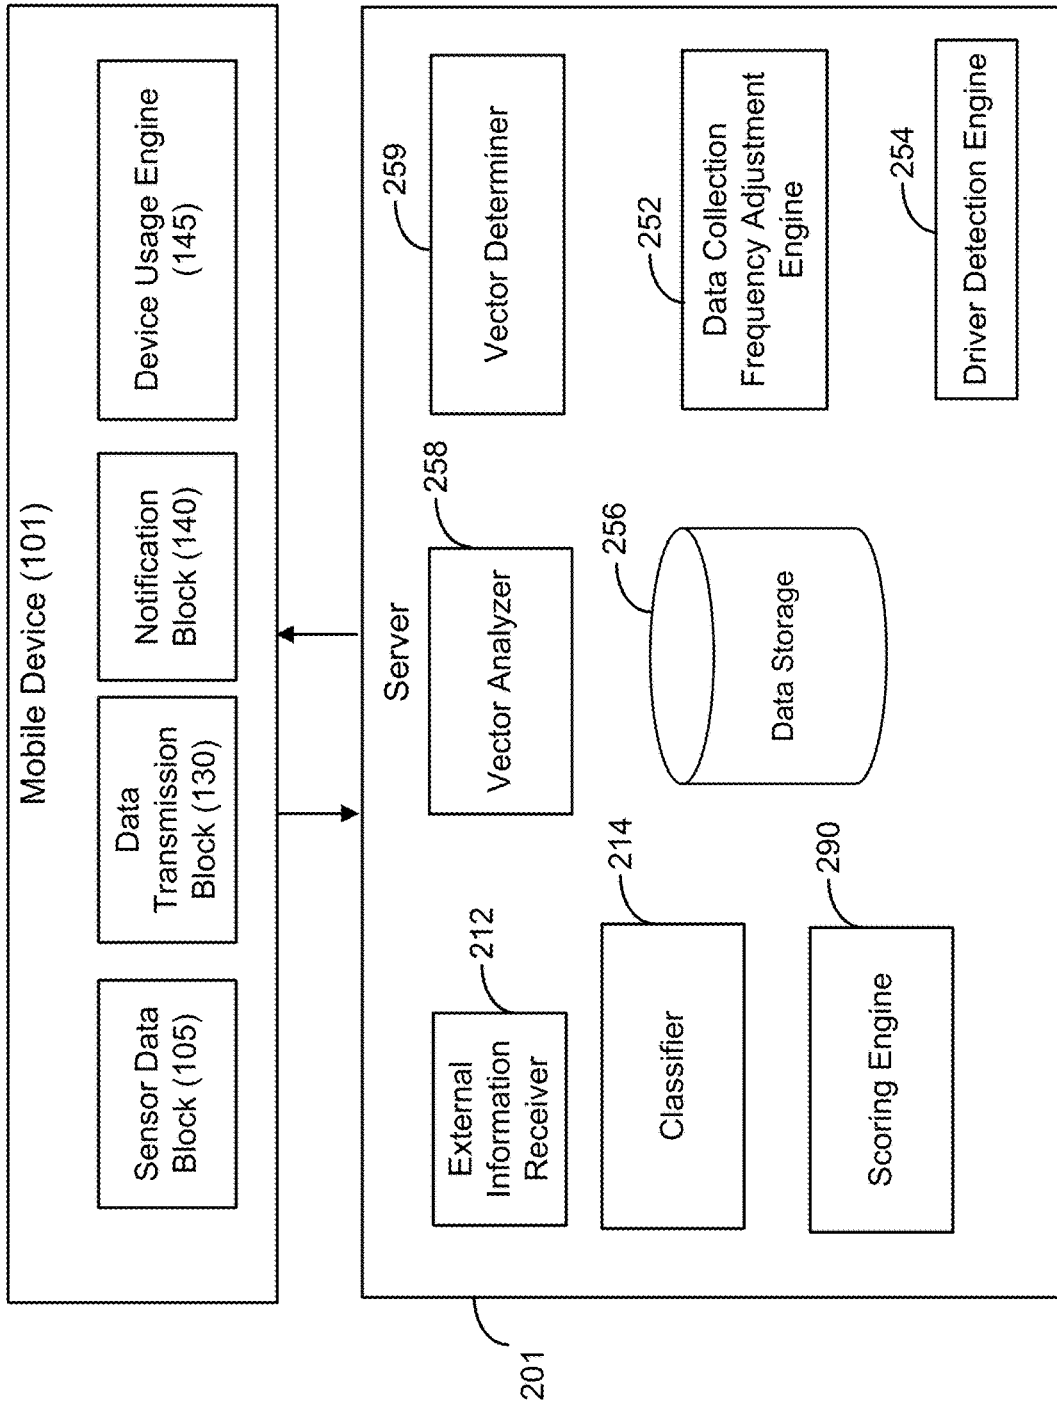 Mobile Device (101)
Sensor Data
Block (105)
Data
Transmission
Block (130)
Notification
Block (140)
Device Usage Engine
(145)
201
Server
212
External
Information
Receiver
258
Vector Analyzer
259
Vector Determiner
214
Classifier
256
Data Storage
252
Data Collection
Frequency Adjustment
Engine
290
Scoring Engine
254
Driver Detection Engine